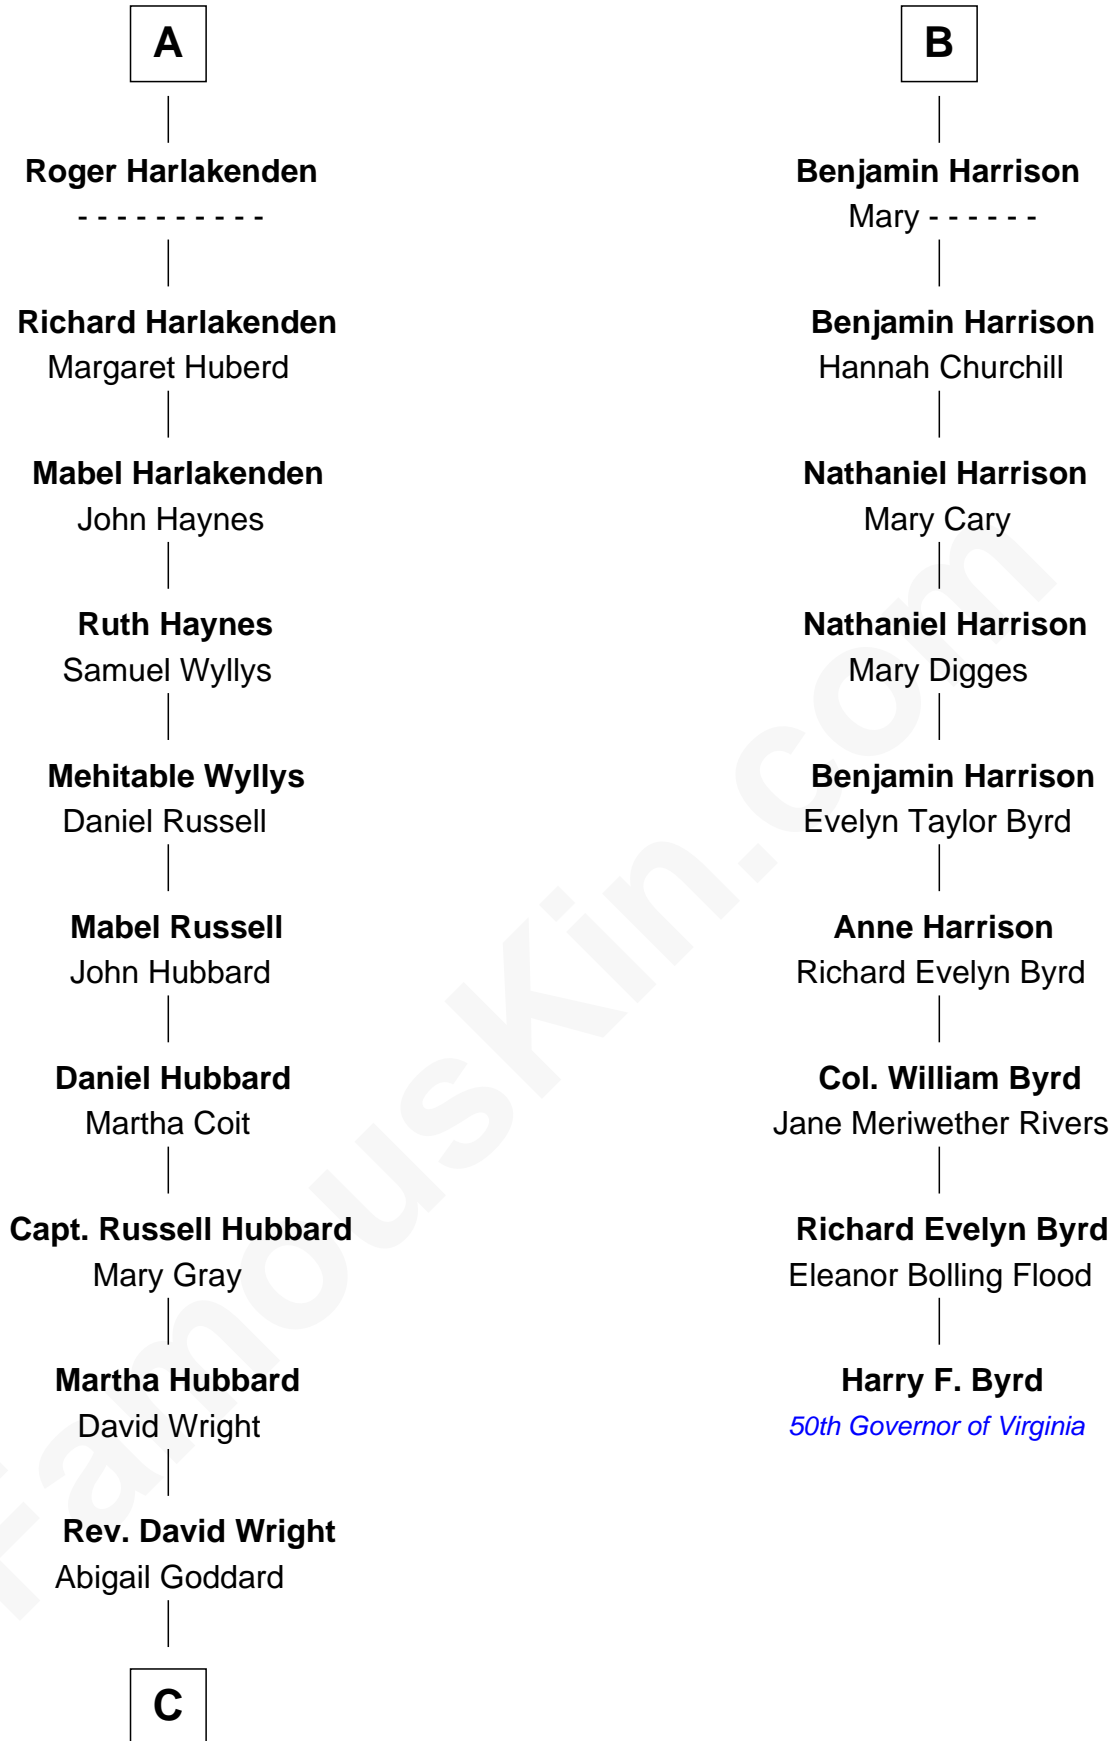 A
Roger Harlakenden
- - - - - - - - - -
Richard Harlakenden
Margaret Huberd
Mabel Harlakenden
John Haynes
Ruth Haynes
Samuel Wyllys
Mehitable Wyllys
Daniel Russell
Mabel Russell
John Hubbard
Daniel Hubbard
Martha Coit
Capt. Russell Hubbard
Mary Gray
Martha Hubbard
David Wright
Rev. David Wright
Abigail Goddard
C
B
Benjamin Harrison
Mary - - - - - -
Benjamin Harrison
Hannah Churchill
Nathaniel Harrison
Mary Cary
Nathaniel Harrison
Mary Digges
Benjamin Harrison
Evelyn Taylor Byrd
Anne Harrison
Richard Evelyn Byrd
Col. William Byrd
Jane Meriwether Rivers
Richard Evelyn Byrd
Eleanor Bolling Flood
Harry F. Byrd
50th Governor of Virginia
FamousKin.com